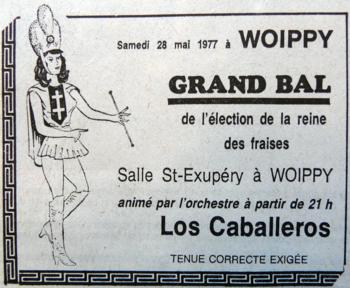 Samedi 28 mai 1977 à WOIPPY
GRAND BAL
de l'élection de la reine
des fraises
Salle St-Exupéry à WOIPPY
animé par l'orchestre à partir de 21 h
Los Caballeros
TENUE CORRECTE EXIGÉE